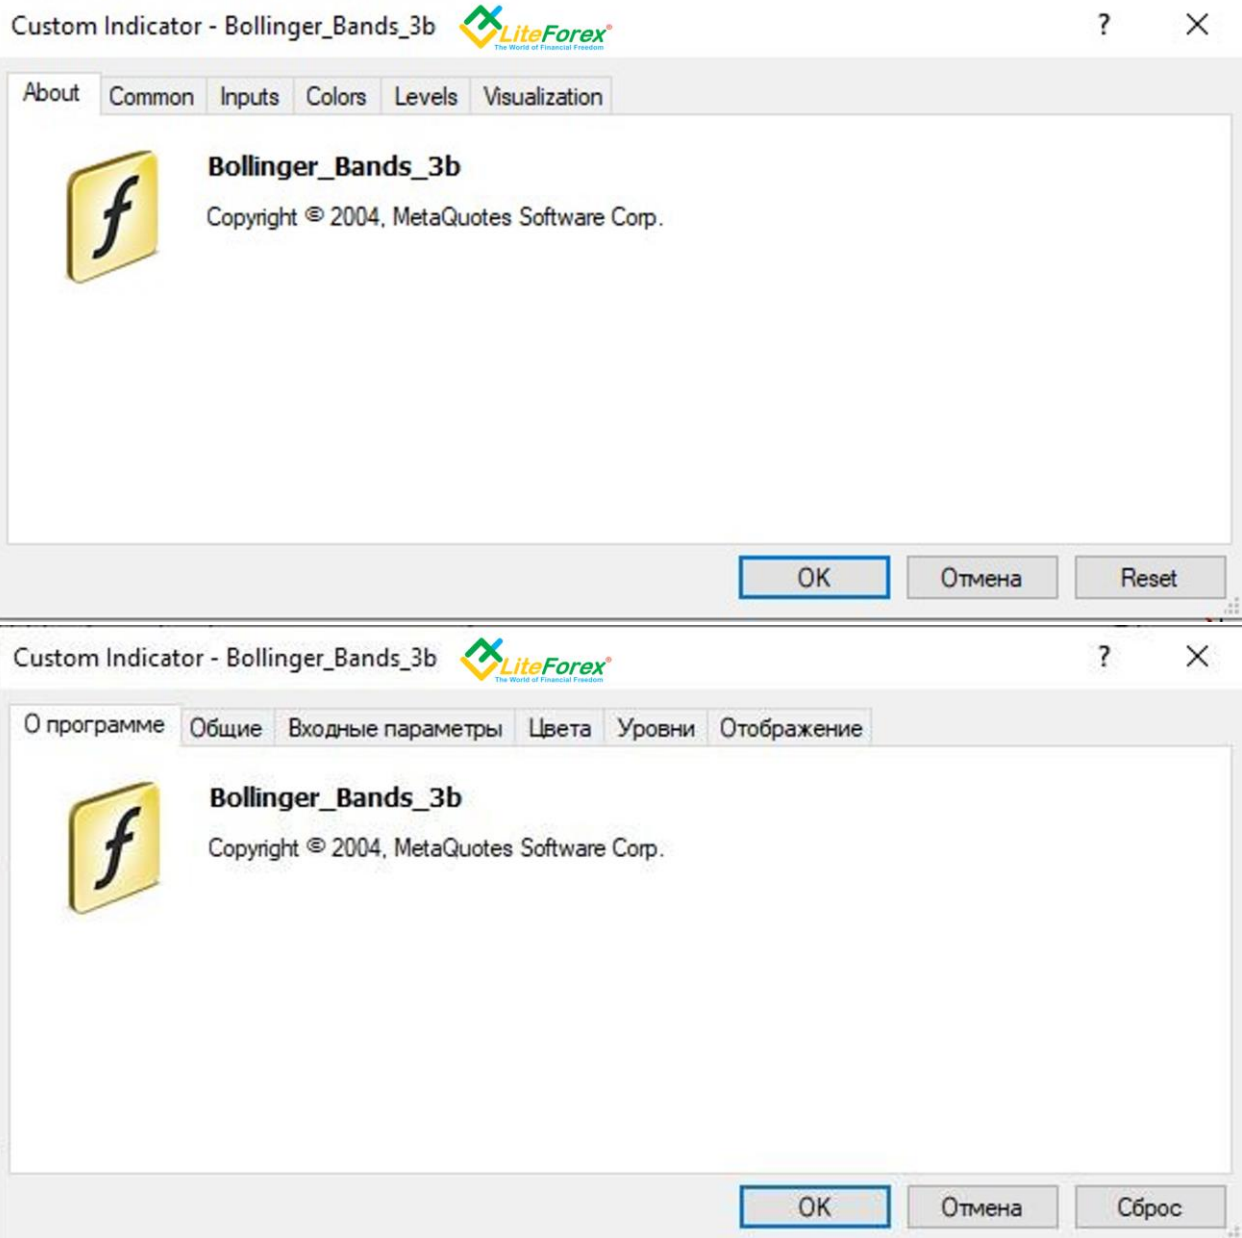 Custom Indicator - Bollinger_Bands_3b LiteForex® ?
The World of Financial Freedom
About Common Inputs Colors Levels Visualization
Bollinger_Bands_3b
Copyright © 2004, MetaQuotes Software Corp.
OK Отмена Reset
Custom Indicator - Bollinger_Bands_3b LiteForex® ?
The World of Financial Freedom
О программе Общие Входные параметры Цвета Уровни Отображение
Bollinger_Bands_3b
Copyright © 2004, MetaQuotes Software Corp.
OK Отмена Сброс